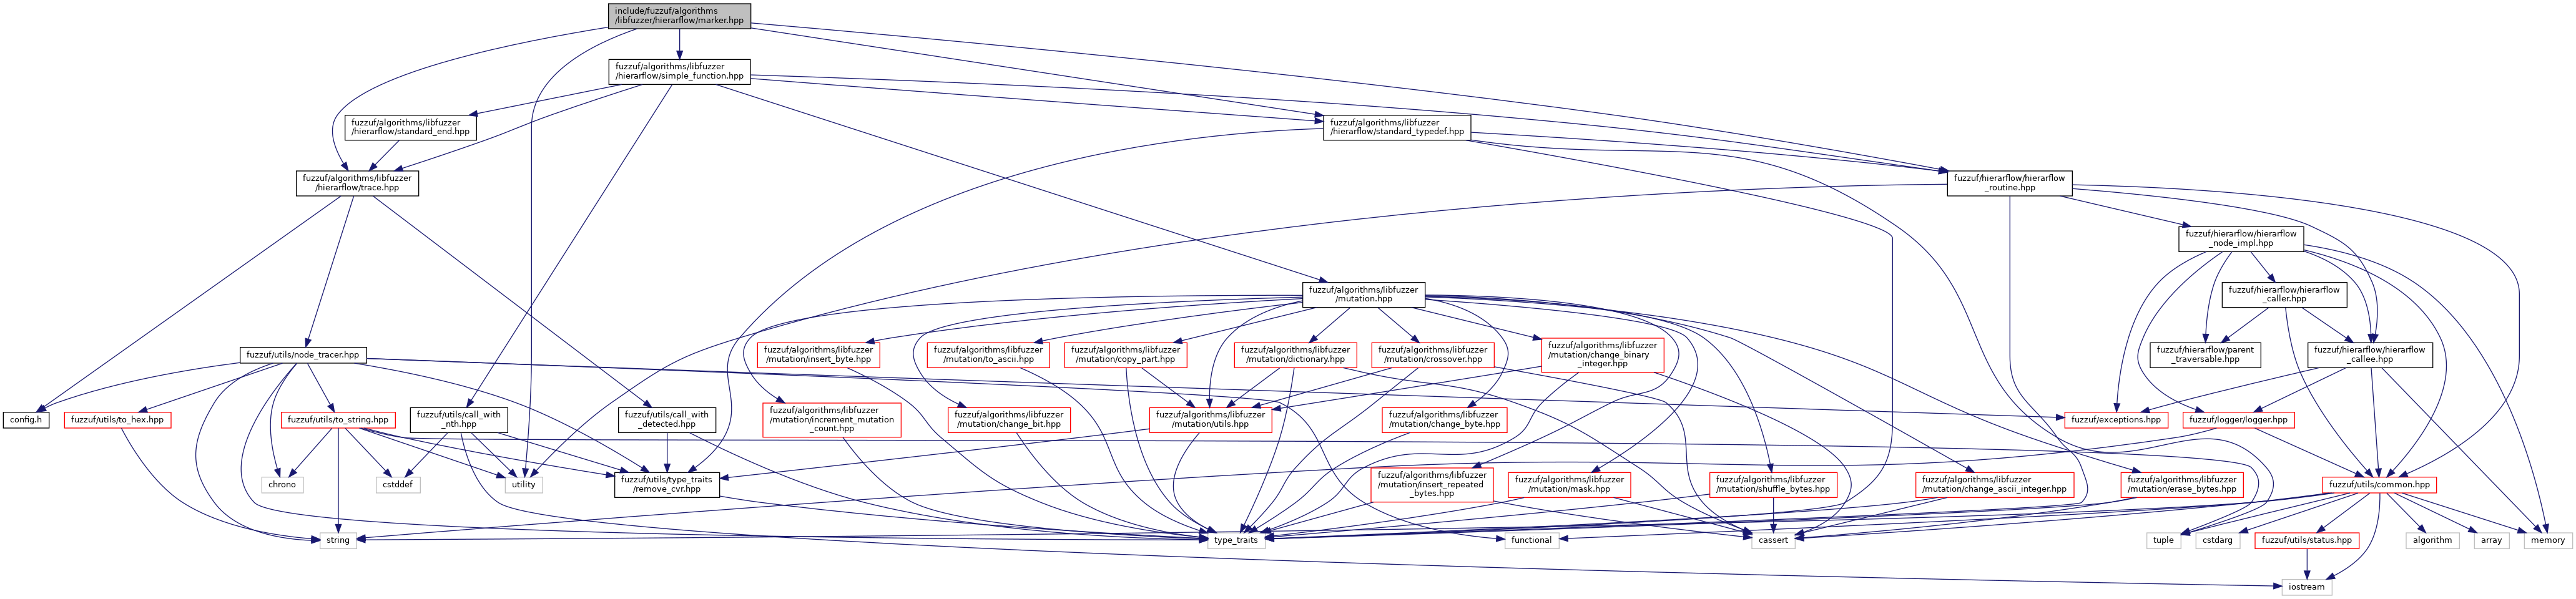 include/fuzzuf/algorithms
/libfuzzer/hierarflow/marker.hpp
fuzzuf/algorithms/libfuzzer
/hierarflow/simple_function.hpp
fuzzuf/algorithms/libfuzzer
/hierarflow/standard_end.hpp
fuzzuf/algorithms/libfuzzer
/hierarflow/standard_typedef.hpp
fuzzuf/algorithms/libfuzzer
/hierarflow/trace.hpp
fuzzuf/hierarflow/hierarflow
_routine.hpp
fuzzuf/hierarflow/hierarflow
_node_impl.hpp
fuzzuf/algorithms/libfuzzer
/mutation.hpp
fuzzuf/hierarflow/hierarflow
_caller.hpp
fuzzuf/utils/node_tracer.hpp
fuzzuf/algorithms/libfuzzer
/mutation/insert_byte.hpp
fuzzuf/algorithms/libfuzzer
/mutation/to_ascii.hpp
fuzzuf/algorithms/libfuzzer
/mutation/copy_part.hpp
fuzzuf/algorithms/libfuzzer
/mutation/dictionary.hpp
fuzzuf/algorithms/libfuzzer
/mutation/crossover.hpp
fuzzuf/algorithms/libfuzzer
/mutation/change_binary
_integer.hpp
fuzzuf/hierarflow/parent
_traversable.hpp
fuzzuf/hierarflow/hierarflow
_callee.hpp
config.h
fuzzuf/utils/to_hex.hpp
fuzzuf/utils/to_string.hpp
fuzzuf/utils/call_with
_nth.hpp
fuzzuf/utils/call_with
_detected.hpp
fuzzuf/algorithms/libfuzzer
/mutation/increment_mutation
_count.hpp
fuzzuf/algorithms/libfuzzer
/mutation/change_bit.hpp
fuzzuf/algorithms/libfuzzer
/mutation/utils.hpp
fuzzuf/algorithms/libfuzzer
/mutation/change_byte.hpp
fuzzuf/exceptions.hpp
fuzzuf/logger/logger.hpp
chrono
cstddef
utility
fuzzuf/utils/type_traits
/remove_cvr.hpp
fuzzuf/algorithms/libfuzzer
/mutation/insert_repeated
_bytes.hpp
fuzzuf/algorithms/libfuzzer
/mutation/mask.hpp
fuzzuf/algorithms/libfuzzer
/mutation/shuffle_bytes.hpp
fuzzuf/algorithms/libfuzzer
/mutation/change_ascii_integer.hpp
fuzzuf/algorithms/libfuzzer
/mutation/erase_bytes.hpp
fuzzuf/utils/common.hpp
string
type_traits
functional
cassert
tuple
cstdarg
fuzzuf/utils/status.hpp
algorithm
array
memory
iostream